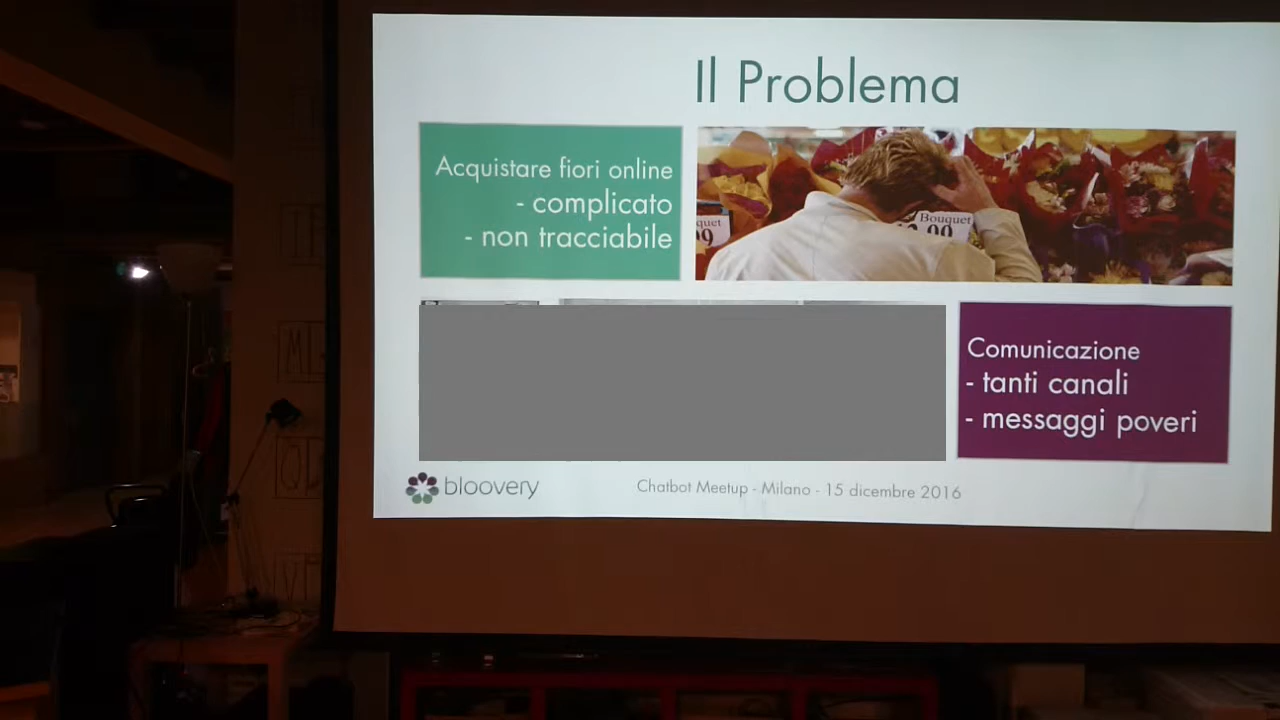 Il Problema
Acquistare fiori online
- complicato
- non tracciabile
Bouquet
Comunicazione
- tanti canali
- messaggi poveri
bloovery
Chatbot Meetup - Milano - 15 dicembre 2016